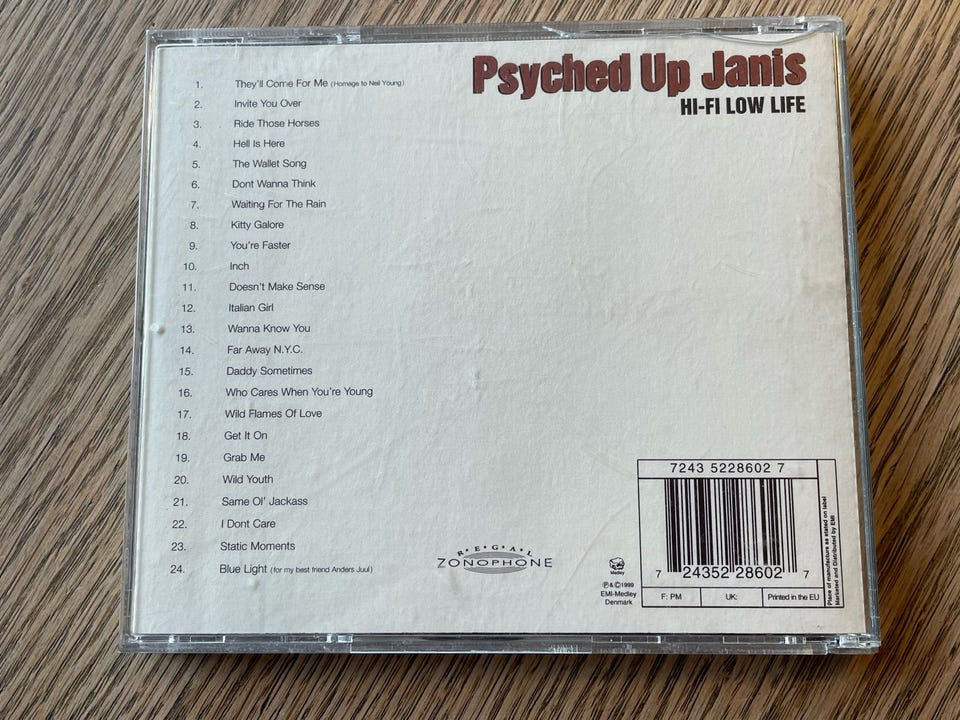 Psyched Up Janis
HI-FI LOW LIFE
1. They'll Come For Me (Homage to Neil Young)
2. Invite You Over
3. Ride Those Horses
4. Hell Is Here
5. The Wallet Song
6. Dont Wanna Think
7. Waiting For The Rain
8. Kitty Galore
9. You're Faster
10. Inch
11. Doesn't Make Sense
12. Italian Girl
13. Wanna Know You
14. Far Away N.Y.C.
15. Daddy Sometimes
16. Who Cares When You're Young
17. Wild Flames Of Love
18. Get It On
19. Grab Me
20. Wild Youth
21. Same Ol' Jackass
22. I Dont Care
23. Static Moments
24. Blue Light (for my best friend Anders Juul)
R•E•G•A•L
ZONOPHONE
Medley
℗ & © 1999
EMI-Medley
Denmark
7243 5228602 7
7 24352 28602 7
F: PM
UK:
Printed in the EU
Place of manufacture as stated on label
Marketed and Distributed by EMI